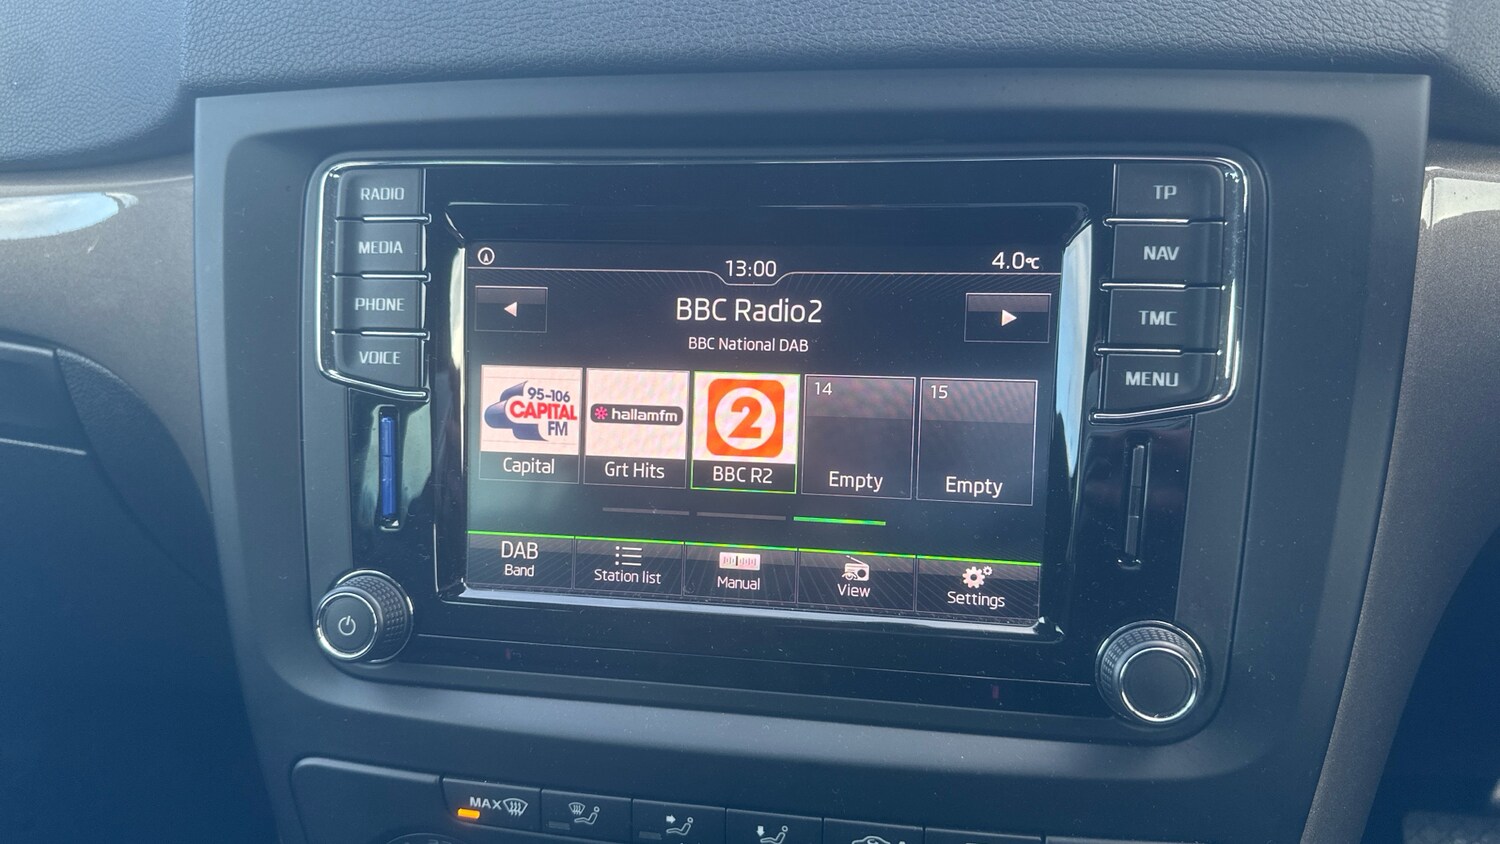 RADIO
MEDIA
PHONE
VOICE
TP
NAV
TMC
MENU
13:00
4.0℃
BBC Radio2
BBC National DAB
95-106
CAPITAL
FM
Capital
hallamfm
Grt Hits
2
BBC R2
14
Empty
15
Empty
DAB
Band
Station list
Manual
View
Settings
MAX